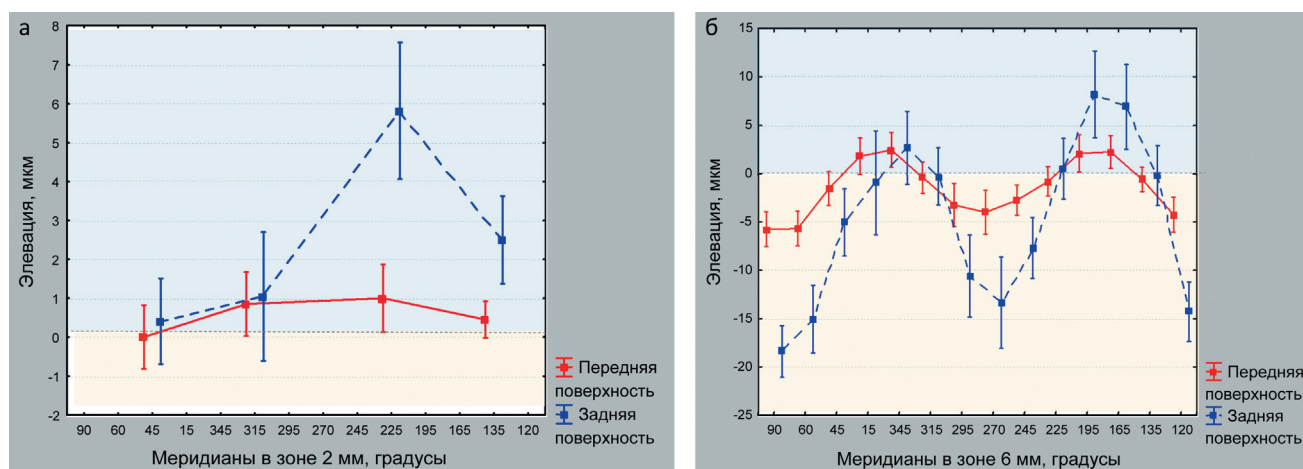 а
8
7
6
5
4
3
2
1
0
-1
-2
Элевация, мкм
90 60 45 15 345 315 295 270 245 225 195 165 135 120
Меридианы в зоне 2 мм, градусы
Передняя
поверхность
Задняя
поверхность
б
15
10
5
0
-5
-10
-15
-20
-25
Элевация, мкм
90 60 45 15 345 315 295 270 245 225 195 165 135 120
Меридианы в зоне 6 мм, градусы
Передняя
поверхность
Задняя
поверхность